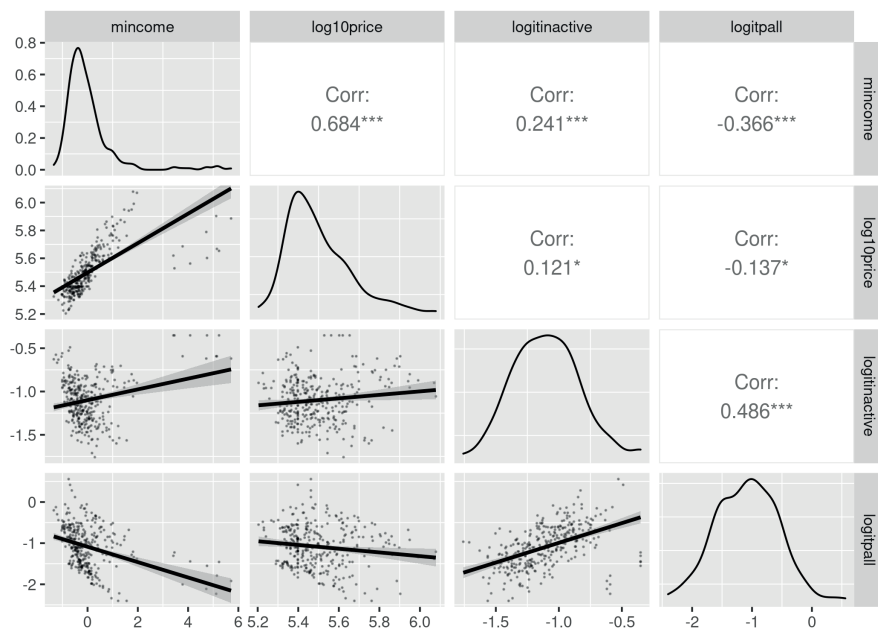 mincome log10price logitinactive logitpall
0.8
0.6
0.4
0.2
0.0
Corr:
0.684***
Corr:
0.241***
Corr:
-0.366***
mincome
6.0
5.8
5.6
5.4
5.2
Corr:
0.121*
Corr:
-0.137*
log10price
-0.5
-1.0
-1.5
Corr:
0.486***
logitinactive
0
-1
-2
logitpall
0 2 4 6 5.2 5.4 5.6 5.8 6.0 -1.5 -1.0 -0.5 -2 -1 0